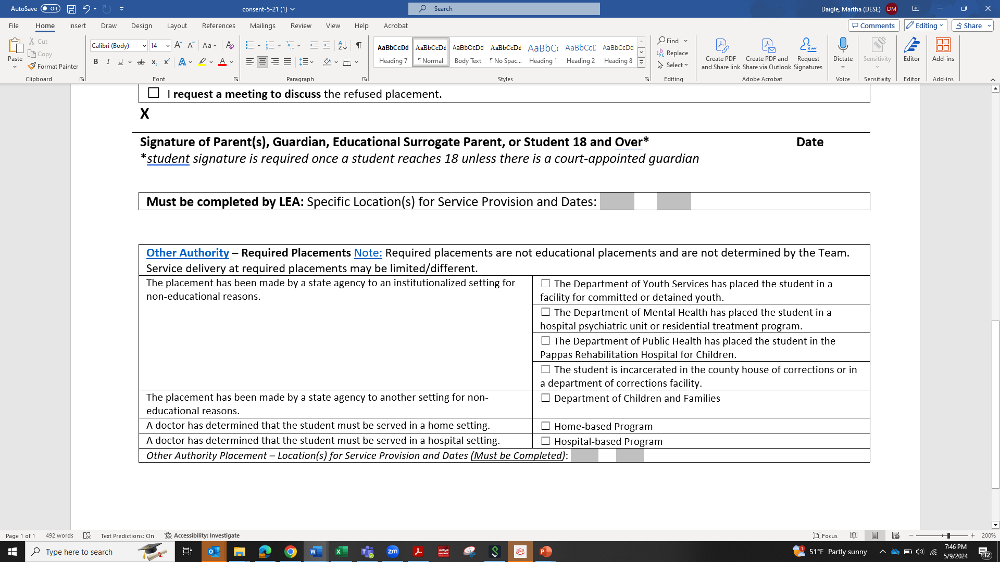 AutoSave Off consent-5-21 (1) Search Daigle, Martha (DESE) DM
File Home Insert Draw Design Layout References Mailings Review View Help Acrobat Comments Editing Share
Paste Cut Copy Format Painter
Calibri (Body) 14
AaBbCcDd AaBbCcDd AaBbCcDd AaBbCcDd AaBbCc AaBbCcD AaBbCcDd
Heading 7 ¶ Normal Body Text ¶ No Spac... Heading 1 Heading 2 Heading 8
Find Replace Select
Create PDF and Share link Create PDF and Share via Outlook Request Signatures Dictate Sensitivity Editor Add-ins
Clipboard Font Paragraph Styles Editing Adobe Acrobat Voice Sensitivity Editor Add-ins
☐ I request a meeting to discuss the refused placement.
X
Signature of Parent(s), Guardian, Educational Surrogate Parent, or Student 18 and Over* Date
*student signature is required once a student reaches 18 unless there is a court-appointed guardian
Must be completed by LEA: Specific Location(s) for Service Provision and Dates:
Other Authority – Required Placements Note: Required placements are not educational placements and are not determined by the Team.
Service delivery at required placements may be limited/different.
The placement has been made by a state agency to an institutionalized setting for
non-educational reasons.
☐ The Department of Youth Services has placed the student in a
facility for committed or detained youth.
☐ The Department of Mental Health has placed the student in a
hospital psychiatric unit or residential treatment program.
☐ The Department of Public Health has placed the student in the
Pappas Rehabilitation Hospital for Children.
☐ The student is incarcerated in the county house of corrections or in
a department of corrections facility.
The placement has been made by a state agency to another setting for non-
educational reasons.
☐ Department of Children and Families
A doctor has determined that the student must be served in a home setting.
☐ Home-based Program
A doctor has determined that the student must be served in a hospital setting.
☐ Hospital-based Program
Other Authority Placement – Location(s) for Service Provision and Dates (Must be Completed):
Page 1 of 1 492 words Text Predictions: On Accessibility: Investigate Focus 200%
Type here to search 51°F Partly sunny 7:46 PM
5/9/2024 32